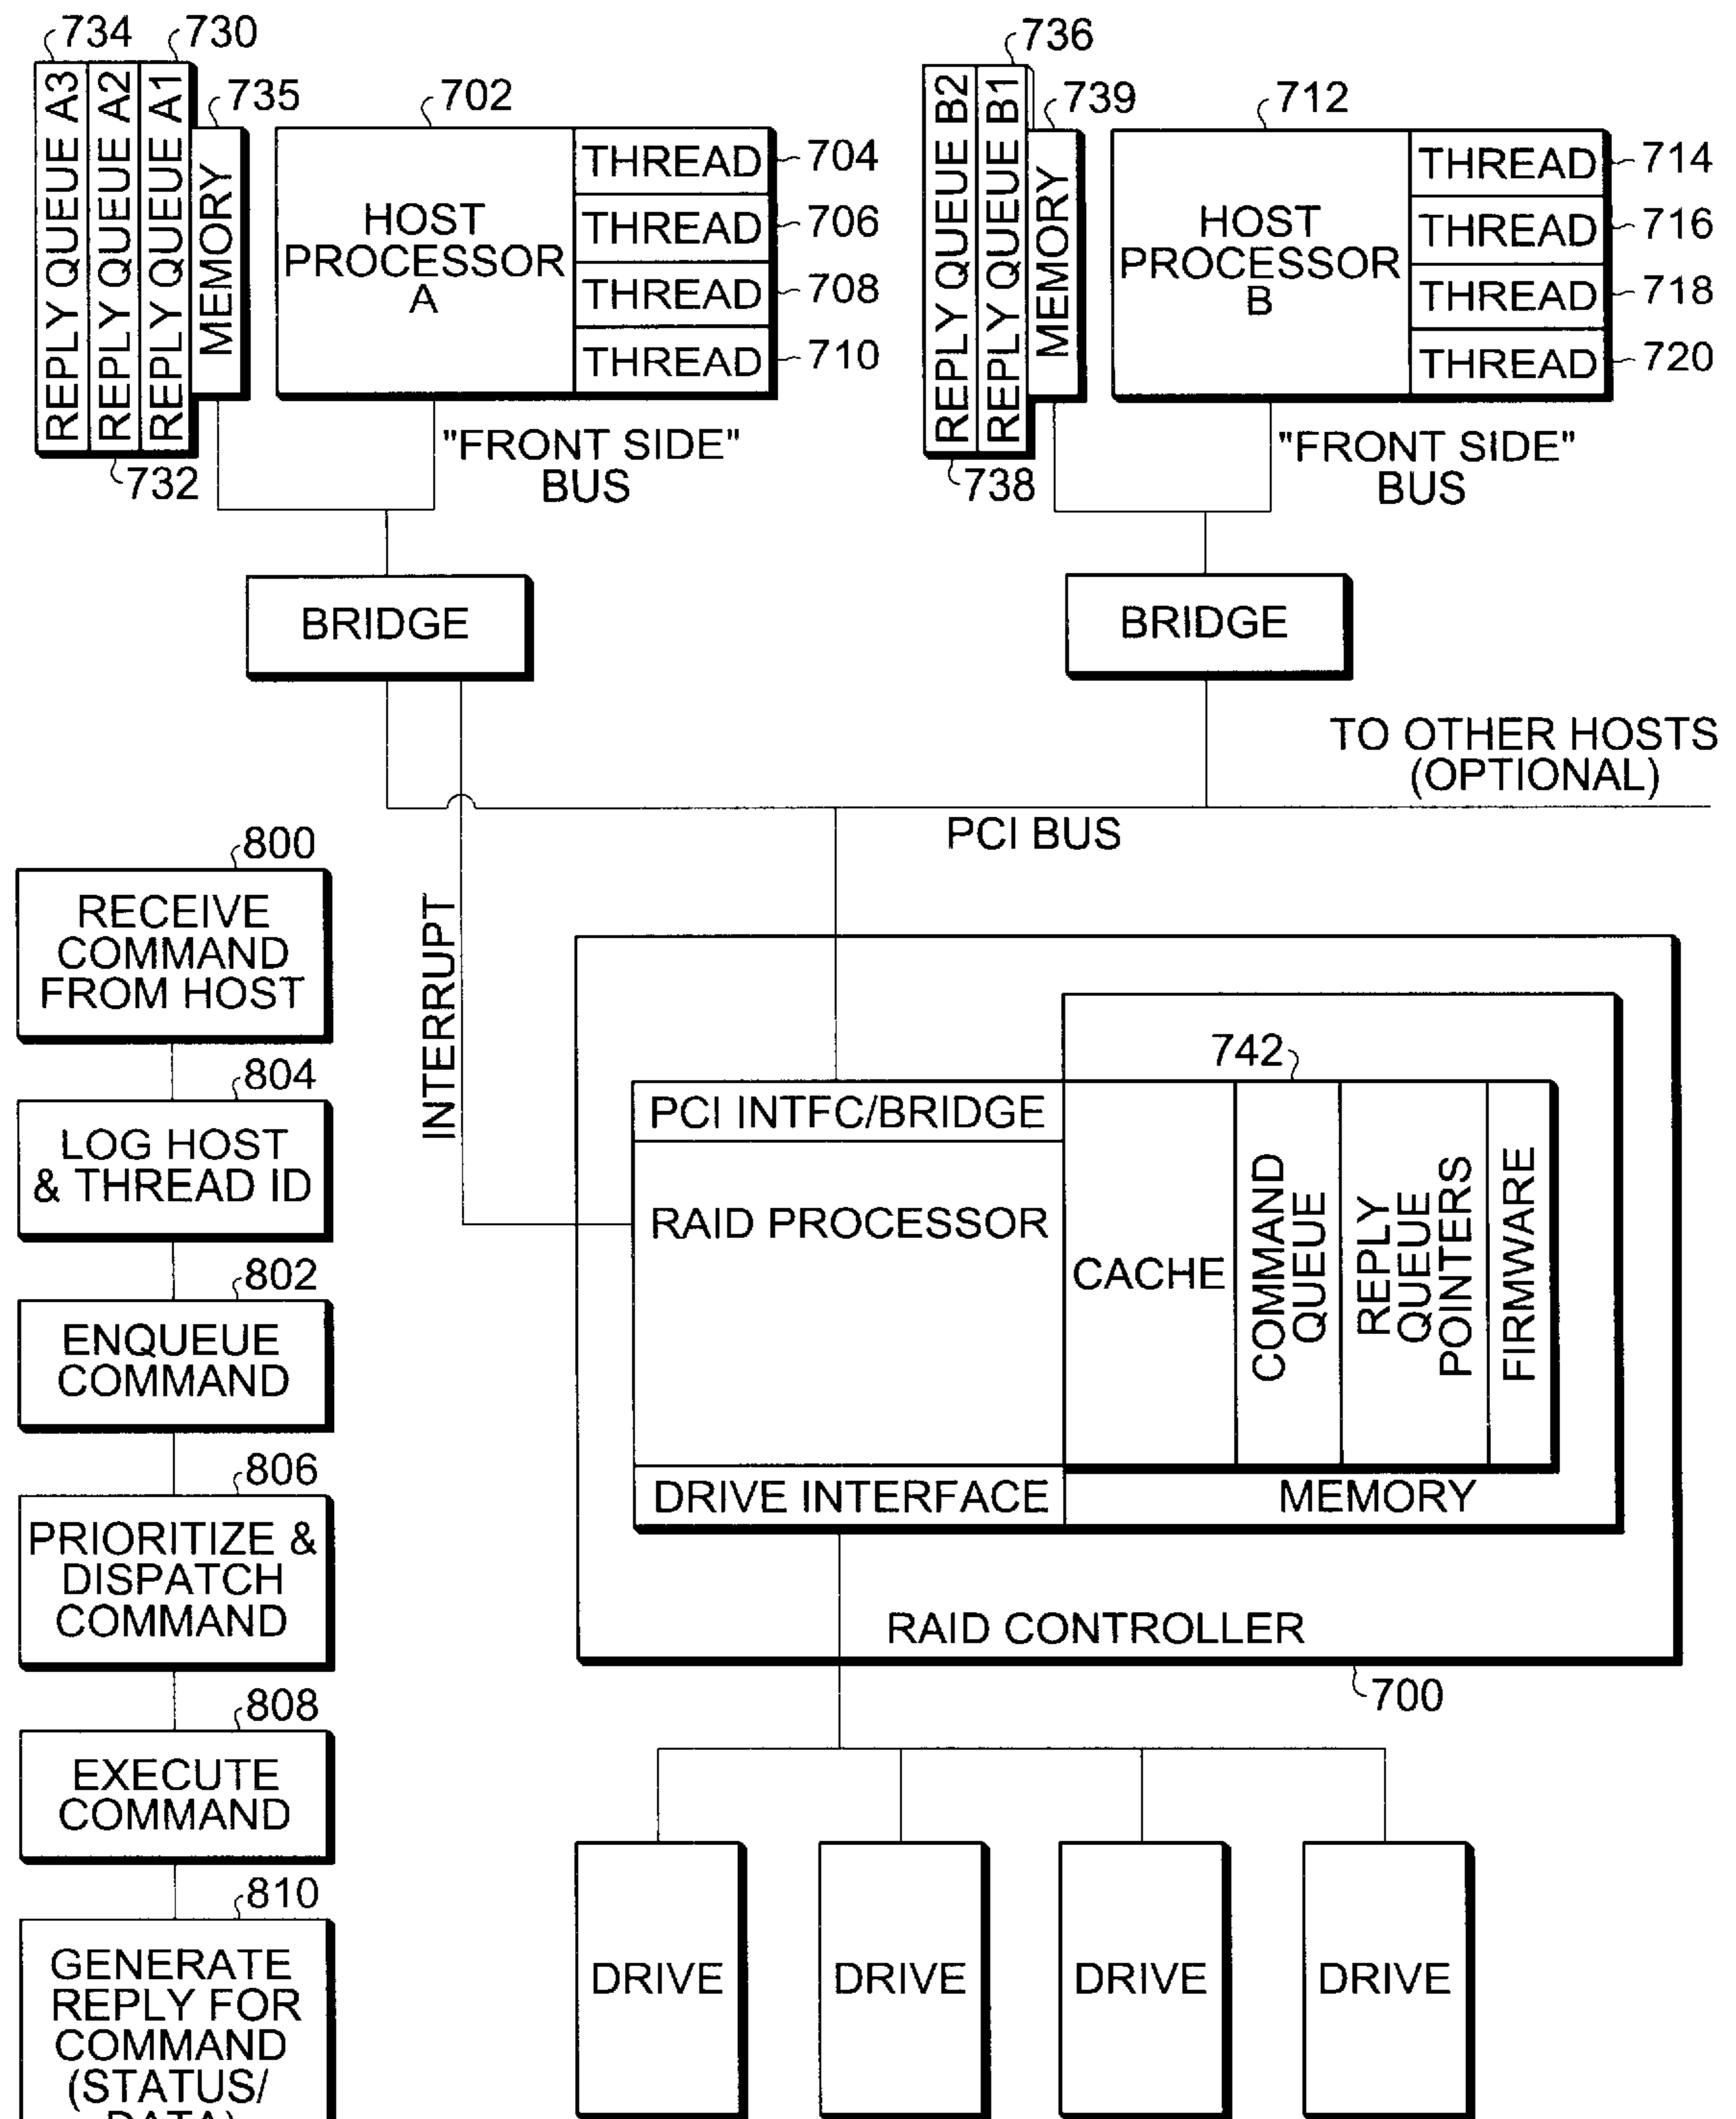 734
730
735
702
REPLY QUEUE A3
REPLY QUEUE A2
REPLY QUEUE A1
MEMORY
732
HOST
PROCESSOR
A
THREAD
704
THREAD
706
THREAD
708
THREAD
710
"FRONT SIDE"
BUS
736
739
712
REPLY QUEUE B2
REPLY QUEUE B1
MEMORY
738
HOST
PROCESSOR
B
THREAD
714
THREAD
716
THREAD
718
THREAD
720
"FRONT SIDE"
BUS
BRIDGE
BRIDGE
TO OTHER HOSTS
(OPTIONAL)
PCI BUS
INTERRUPT
800
RECEIVE
COMMAND
FROM HOST
804
LOG HOST
& THREAD ID
802
ENQUEUE
COMMAND
806
PRIORITIZE &
DISPATCH
COMMAND
808
EXECUTE
COMMAND
810
GENERATE
REPLY FOR
COMMAND
(STATUS/
DATA)
742
PCI INTFC/BRIDGE
RAID PROCESSOR
CACHE
COMMAND
QUEUE
REPLY
QUEUE
POINTERS
FIRMWARE
DRIVE INTERFACE
MEMORY
RAID CONTROLLER
700
DRIVE
DRIVE
DRIVE
DRIVE